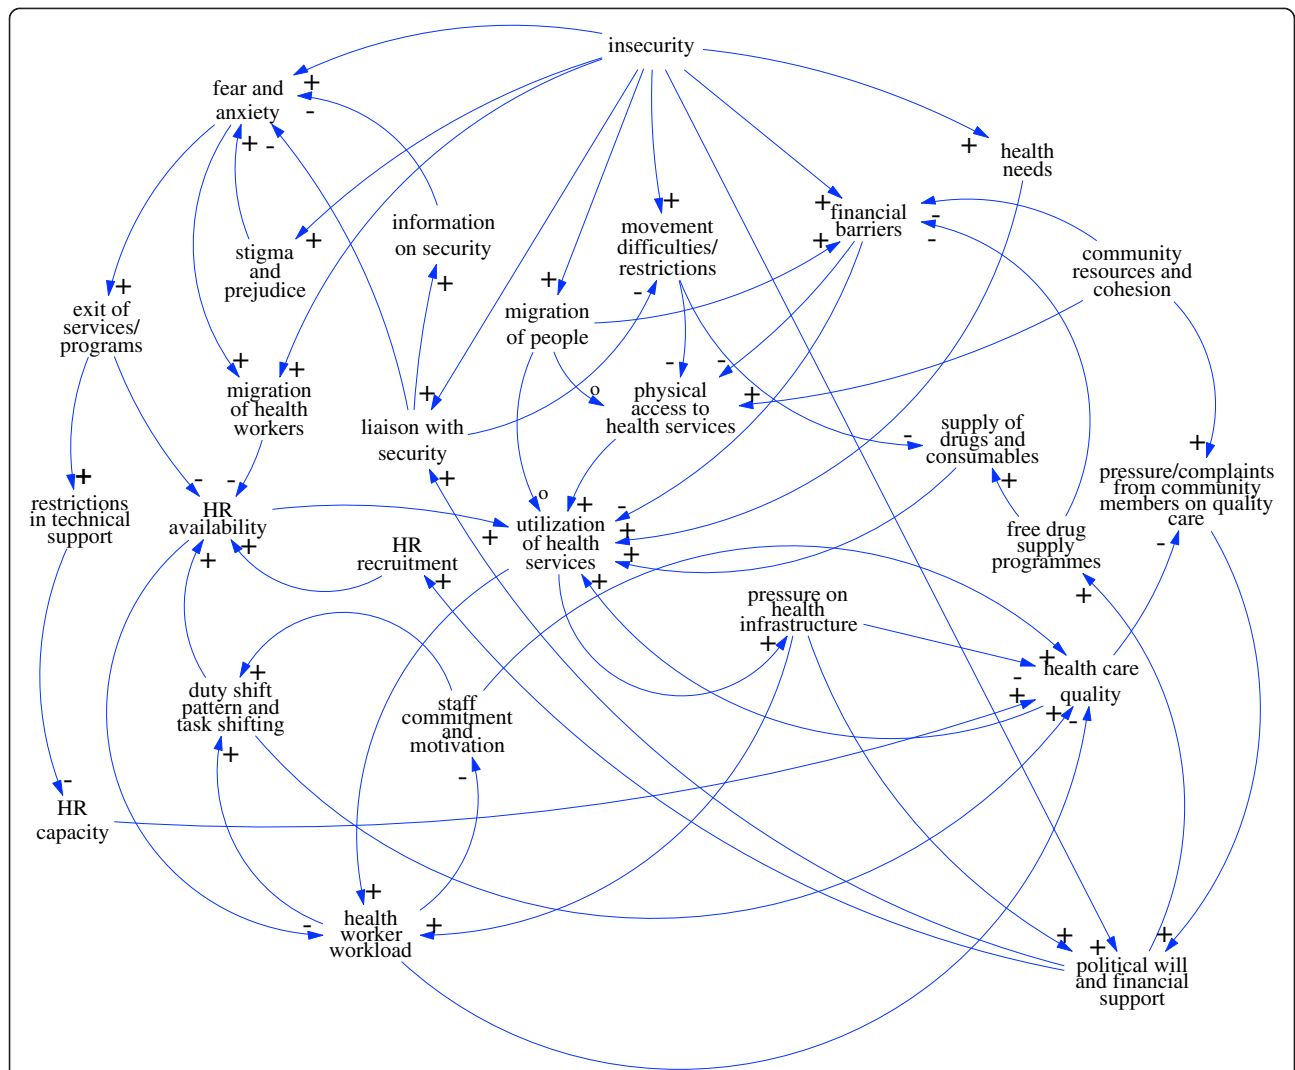 insecurity
fear and
anxiety
+
-
+
-
health
needs
+
information
on security
+
stigma
and
prejudice
+
movement
difficulties/
restrictions
+
-
financial
barriers
+
+
-
-
community
resources and
cohesion
migration
of people
+
exit of
services/
programs
+
migration
of health
workers
+
+
liaison with
security
+
+
physical
access to
health services
-
-
o
+
supply of
drugs and
consumables
-
+
pressure/complaints
from community
members on quality
care
+
-
restrictions
in technical
support
+
HR
availability
-
-
+
+
HR
recruitment
+
utilization
of health
services
o
+
-
+
+
+
+
free drug
supply
programmes
+
pressure on
health
infrastructure
+
health care
quality
+
-
+
+
-
duty shift
pattern and
task shifting
+
+
staff
commitment
and
motivation
-
HR
capacity
-
health
worker
workload
+
-
+
political will
and financial
support
+
+
+